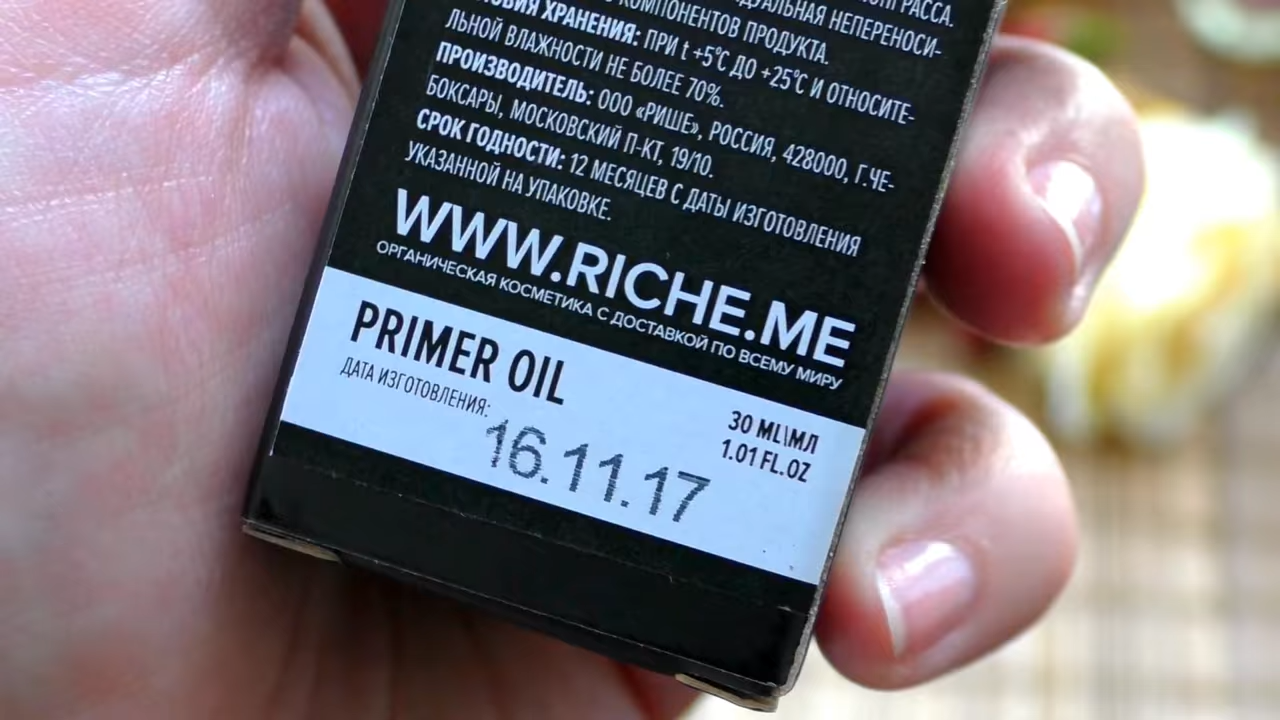 НЕПЕРЕНОСИ-
КОМПОНЕНТОВ ПРОДУКТА.
ХРАНЕНИЯ: ПРИ t +5°C ДО +25°C И ОТНОСИТЕ-
ЛЬНОЙ ВЛАЖНОСТИ НЕ БОЛЕЕ 70%.
ПРОИЗВОДИТЕЛЬ: ООО «РИШЕ», РОССИЯ, 428000, Г.ЧЕ-
БОКСАРЫ, МОСКОВСКИЙ П-КТ, 19/10.
СРОК ГОДНОСТИ: 12 МЕСЯЦЕВ С ДАТЫ ИЗГОТОВЛЕНИЯ
УКАЗАННОЙ НА УПАКОВКЕ.
WWW.RICHE.ME
ОРГАНИЧЕСКАЯ КОСМЕТИКА С ДОСТАВКОЙ ПО ВСЕМУ МИРУ
PRIMER OIL
ДАТА ИЗГОТОВЛЕНИЯ:
16.11.17
30 ML\МЛ
1.01 FL.OZ